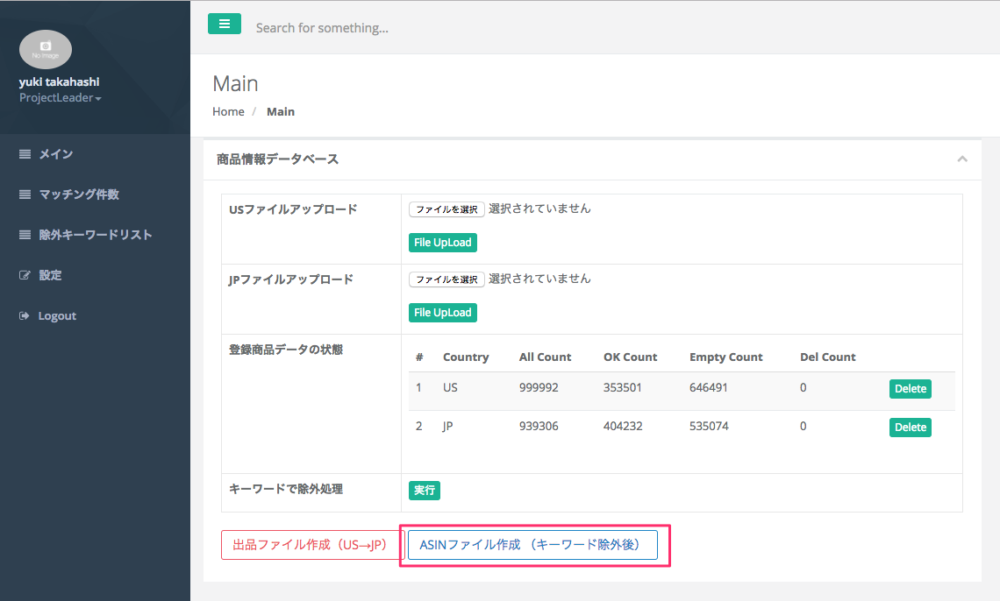 Search for something...
No Image
yuki takahashi
ProjectLeader
メイン
マッチング件数
除外キーワードリスト
設定
Logout
Main
Home / Main
商品情報データベース
USファイルアップロード
ファイルを選択 選択されていません
File UpLoad
JPファイルアップロード
ファイルを選択 選択されていません
File UpLoad
登録商品データの状態
# Country All Count OK Count Empty Count Del Count
1 US 999992 353501 646491 0 Delete
2 JP 939306 404232 535074 0 Delete
キーワードで除外処理
実行
出品ファイル作成（US→JP） ASINファイル作成 （キーワード除外後）